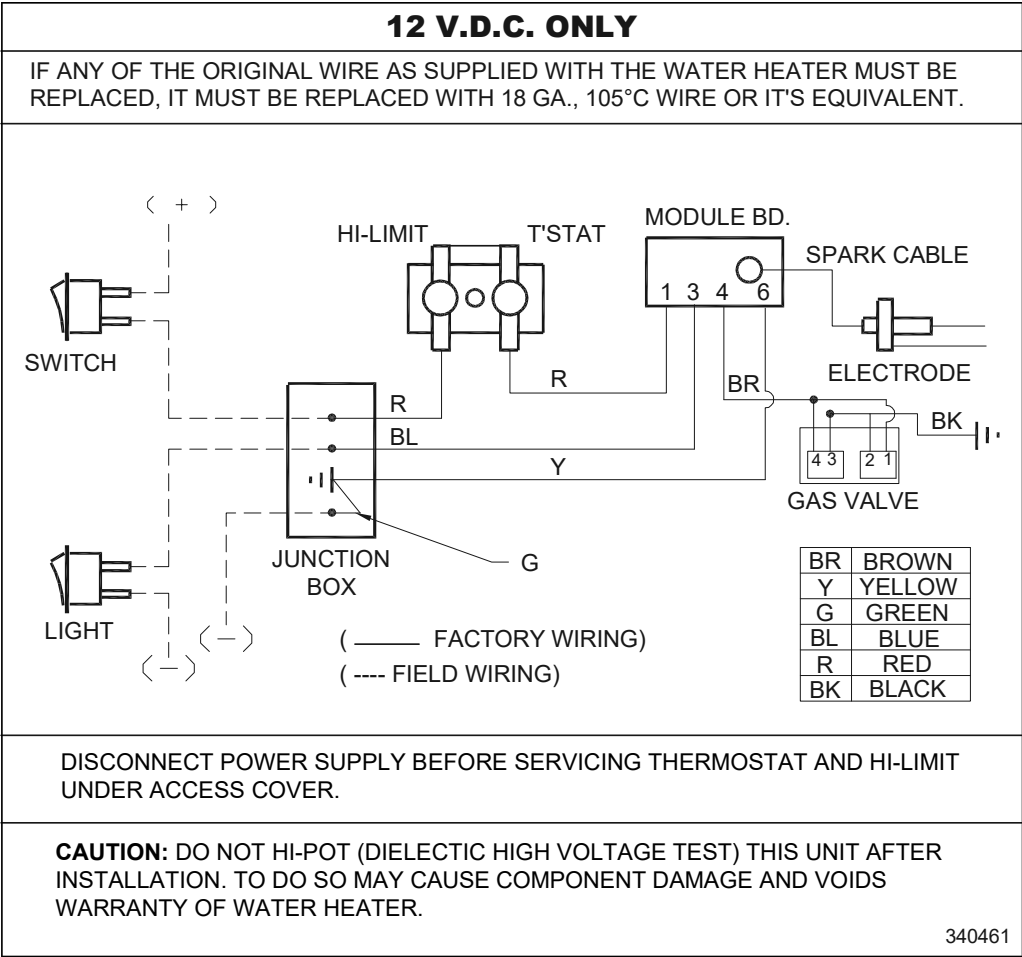 12 V.D.C. ONLY
IF ANY OF THE ORIGINAL WIRE AS SUPPLIED WITH THE WATER HEATER MUST BE
REPLACED, IT MUST BE REPLACED WITH 18 GA., 105°C WIRE OR IT'S EQUIVALENT.
( + )
HI-LIMIT
T'STAT
MODULE BD.
SPARK CABLE
1 3 4 6
SWITCH
ELECTRODE
R
BR
R
BK
BL
4 3 2 1
Y
GAS VALVE
JUNCTION
BOX
G
LIGHT
( — )
( — )
( ——— FACTORY WIRING)
( ---- FIELD WIRING)
BR BROWN
Y YELLOW
G GREEN
BL BLUE
R RED
BK BLACK
DISCONNECT POWER SUPPLY BEFORE SERVICING THERMOSTAT AND HI-LIMIT
UNDER ACCESS COVER.
CAUTION: DO NOT HI-POT (DIELECTIC HIGH VOLTAGE TEST) THIS UNIT AFTER
INSTALLATION. TO DO SO MAY CAUSE COMPONENT DAMAGE AND VOIDS
WARRANTY OF WATER HEATER.
340461